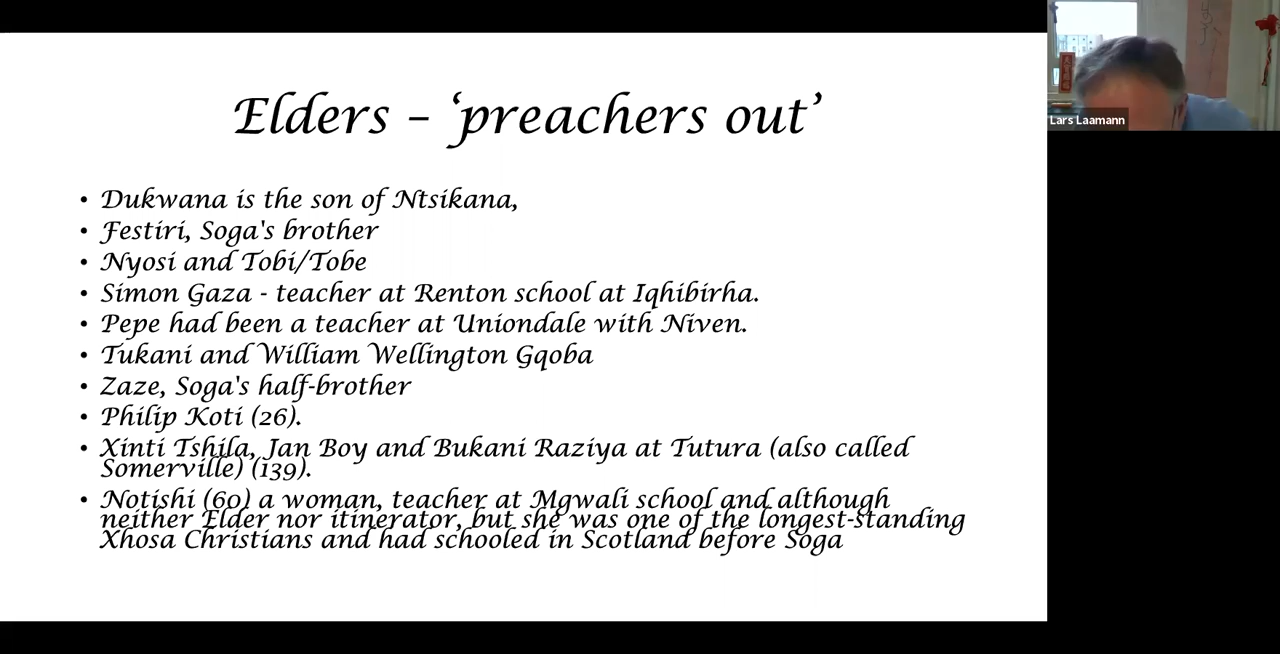 Elders – ‘preachers out’
• Dukwana is the son of Ntsikana,
• Festiri, Soga's brother
• Nyosi and Tobi/Tobe
• Simon Gaza - teacher at Renton school at Iqhibirha.
• Pepe had been a teacher at Uniondale with Niven.
• Tukani and William Wellington Gqoba
• Zaze, Soga's half-brother
• Philip Koti (26).
• Xinti Tshila, Jan Boy and Bukani Raziya at Tutura (also called
Somerville) (139).
• Notishi (60) a woman, teacher at Mgwali school and although
neither Elder nor itinerator, but she was one of the longest-standing
Xhosa Christians and had schooled in Scotland before Soga
Lars Laamann